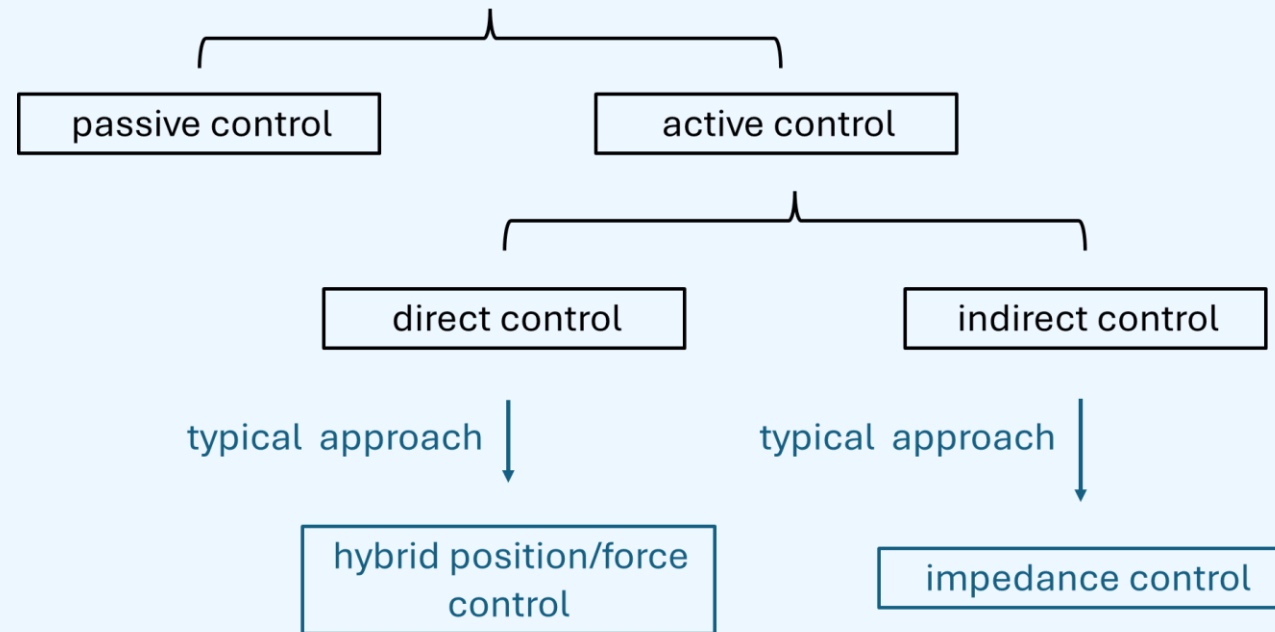 passive control
active control
direct control
indirect control
typical approach
typical approach
hybrid position/force
control
impedance control